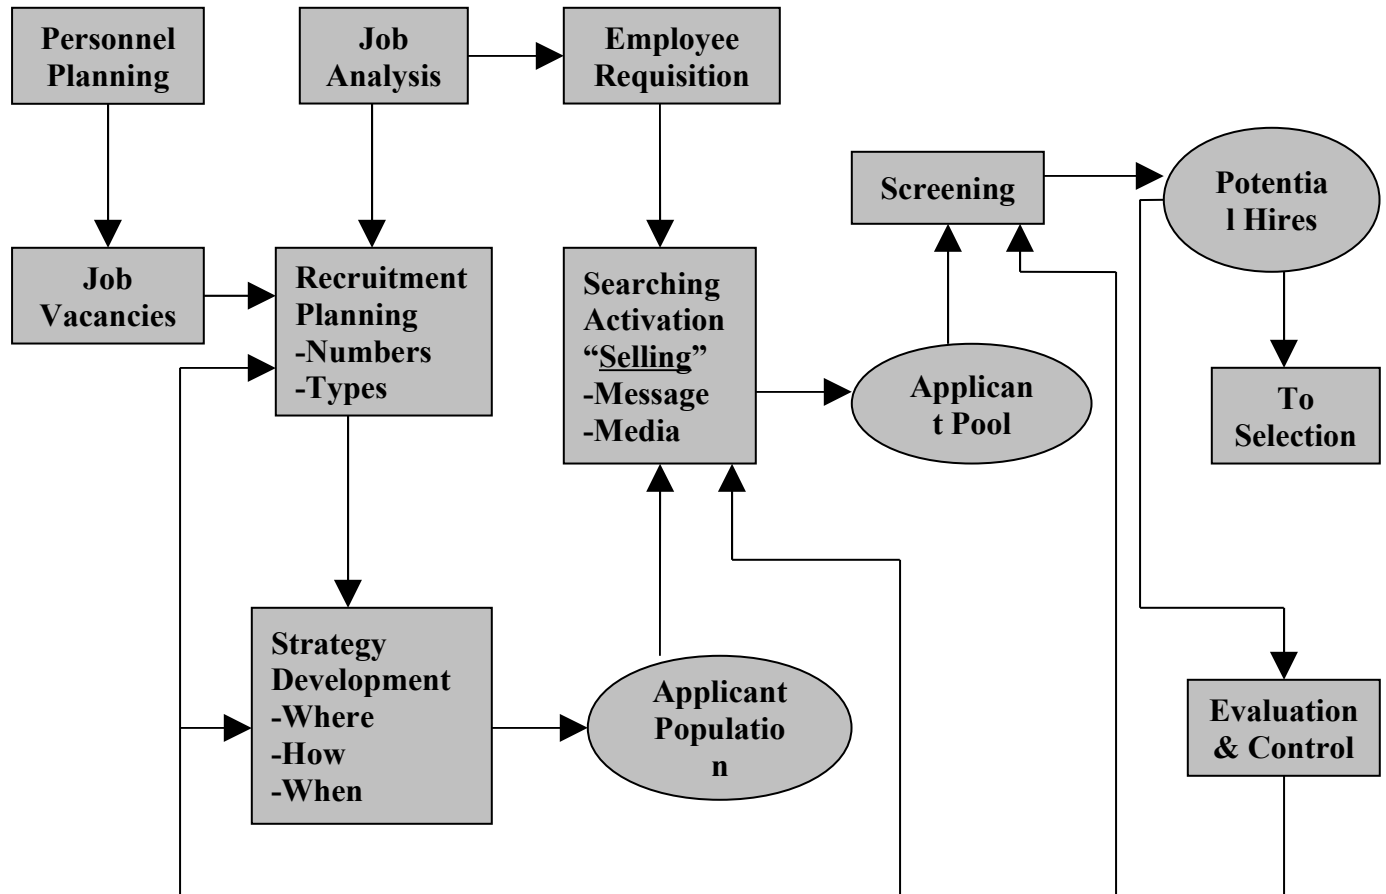 Personnel
Planning
Job
Analysis
Employee
Requisition
Screening
Potentia
l Hires
Job
Vacancies
Recruitment
Planning
-Numbers
-Types
Searching
Activation
“Selling”
-Message
-Media
Applican
t Pool
To
Selection
Strategy
Development
-Where
-How
-When
Applicant
Populatio
n
Evaluation
& Control